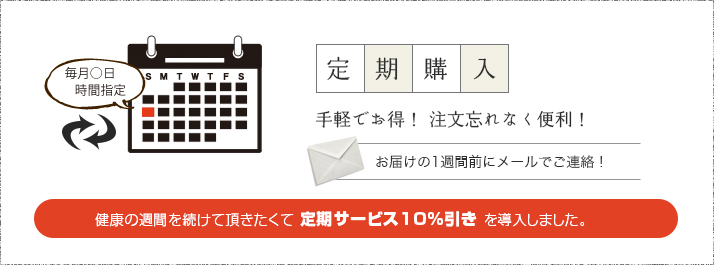 毎月○日
時間指定
S M T W T F S
定期購入
手軽でお得！ 注文忘れなく便利！
お届けの1週間前にメールでご連絡！
健康の週間を続けて頂きたくて 定期サービス10%引き を導入しました。